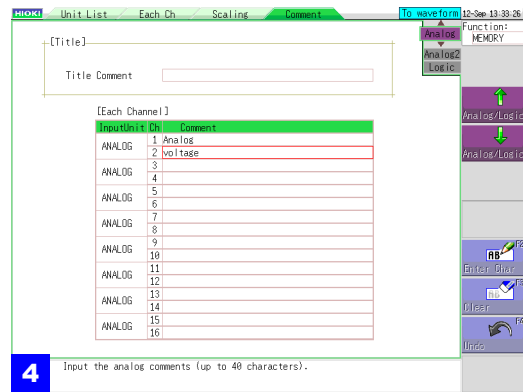 HIOKI Unit List Each Ch Scaling Comment To waveform 12-Sep 13:33:26
Function:
MEMORY
Analog
Analog2
Logic
[Title]
Title Comment
[Each Channel]
InputUnit Ch Comment
ANALOG 1 Analog
2 voltage
ANALOG 3
4
ANALOG 5
6
ANALOG 7
8
ANALOG 9
10
ANALOG 11
12
ANALOG 13
14
ANALOG 15
16
Analog/Logic
Analog/Logic
AB
Enter Char
Clear
Undo
4
Input the analog comments (up to 40 characters).